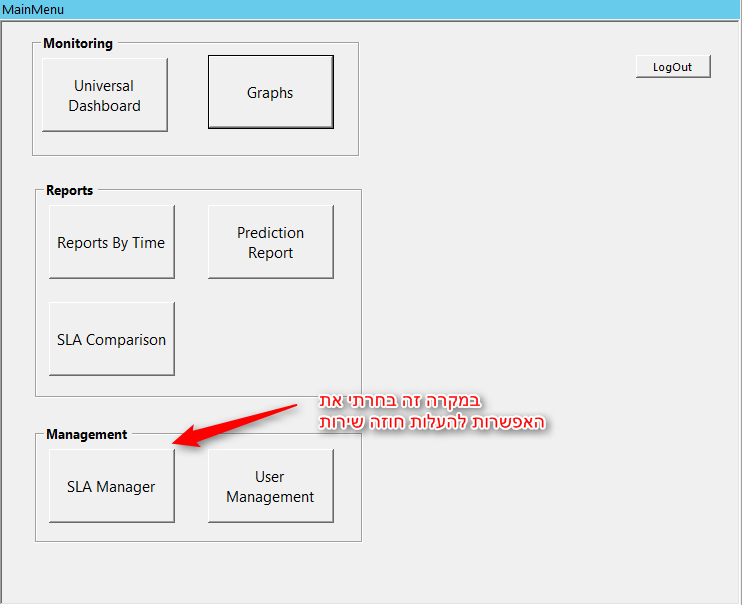 MainMenu
Monitoring
LogOut
Universal
Dashboard
Graphs
Reports
Reports By Time
Prediction
Report
SLA Comparison
במקרה זה בחרתי את
האפשרות להעלות חוזה שירות
Management
SLA Manager
User
Management